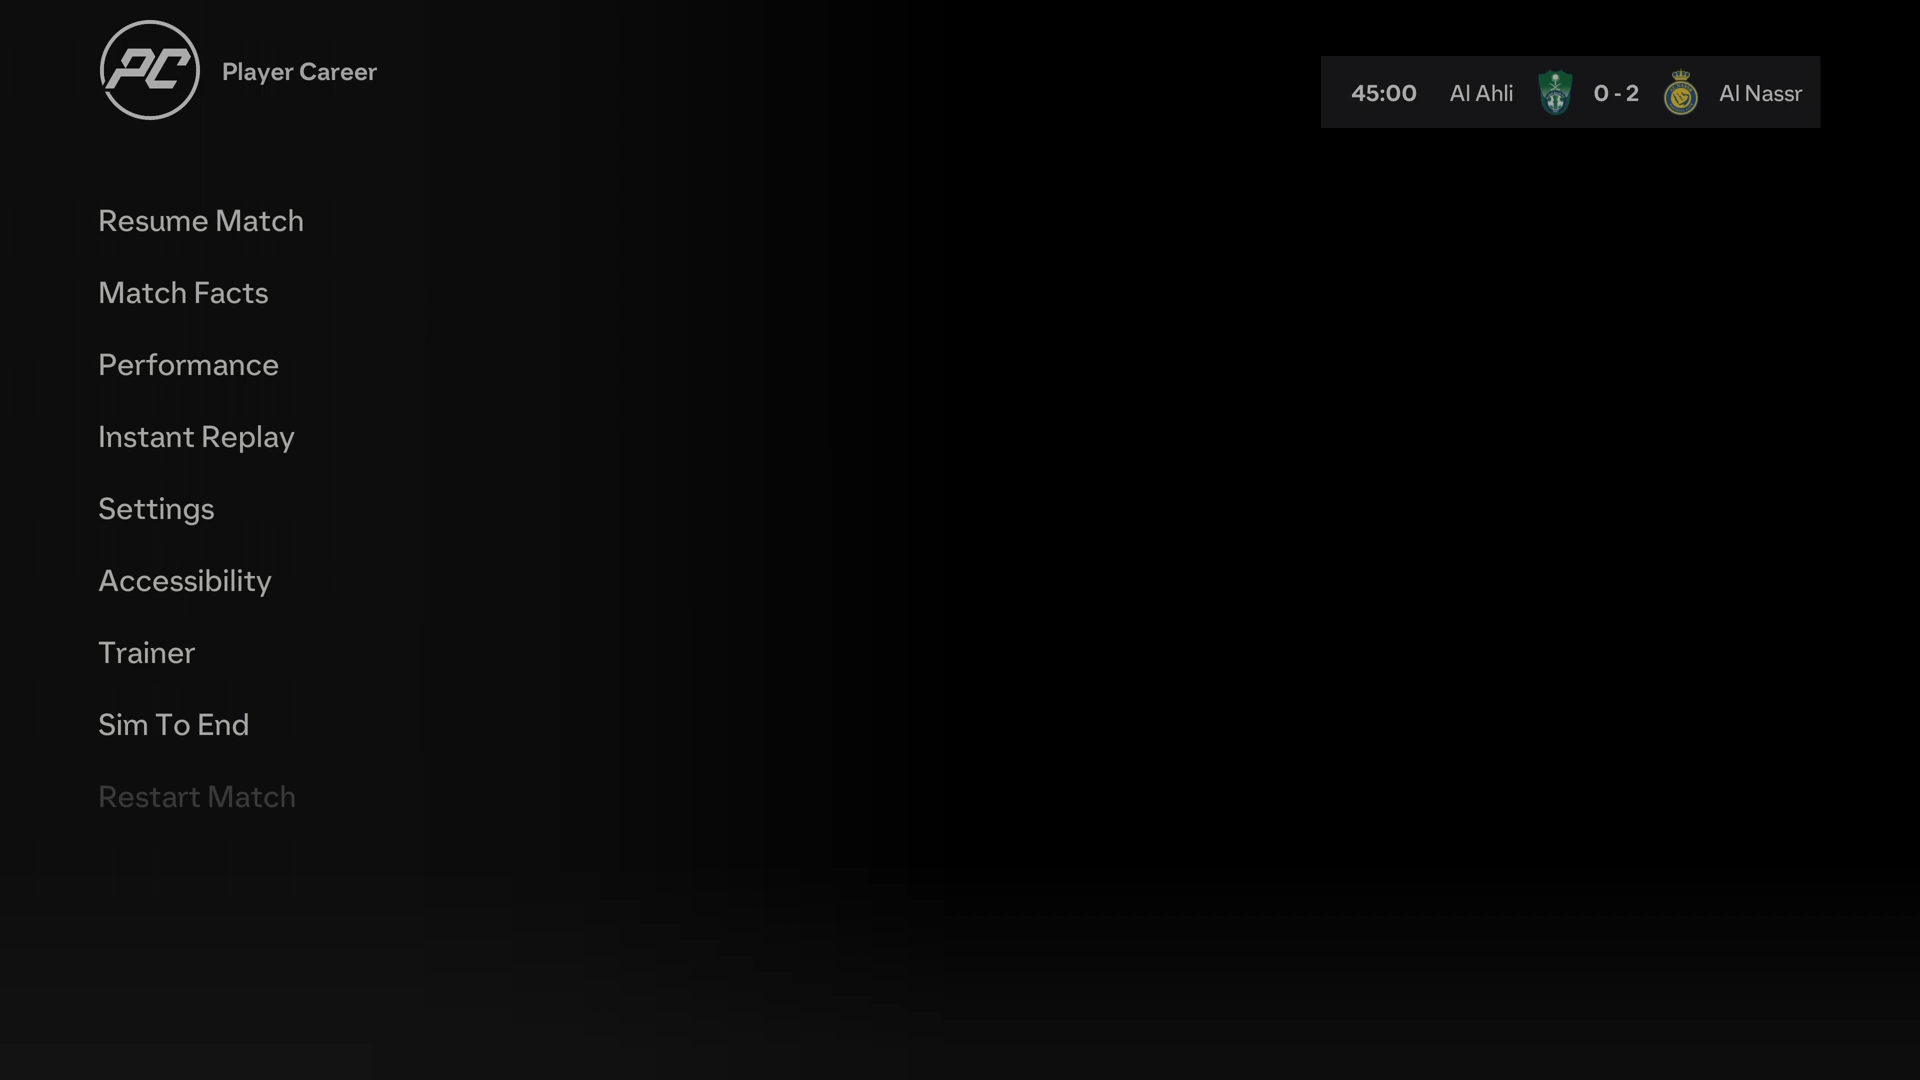 PC
Player Career
45:00 Al Ahli 0 - 2 Al Nassr
Resume Match
Match Facts
Performance
Instant Replay
Settings
Accessibility
Trainer
Sim To End
Restart Match